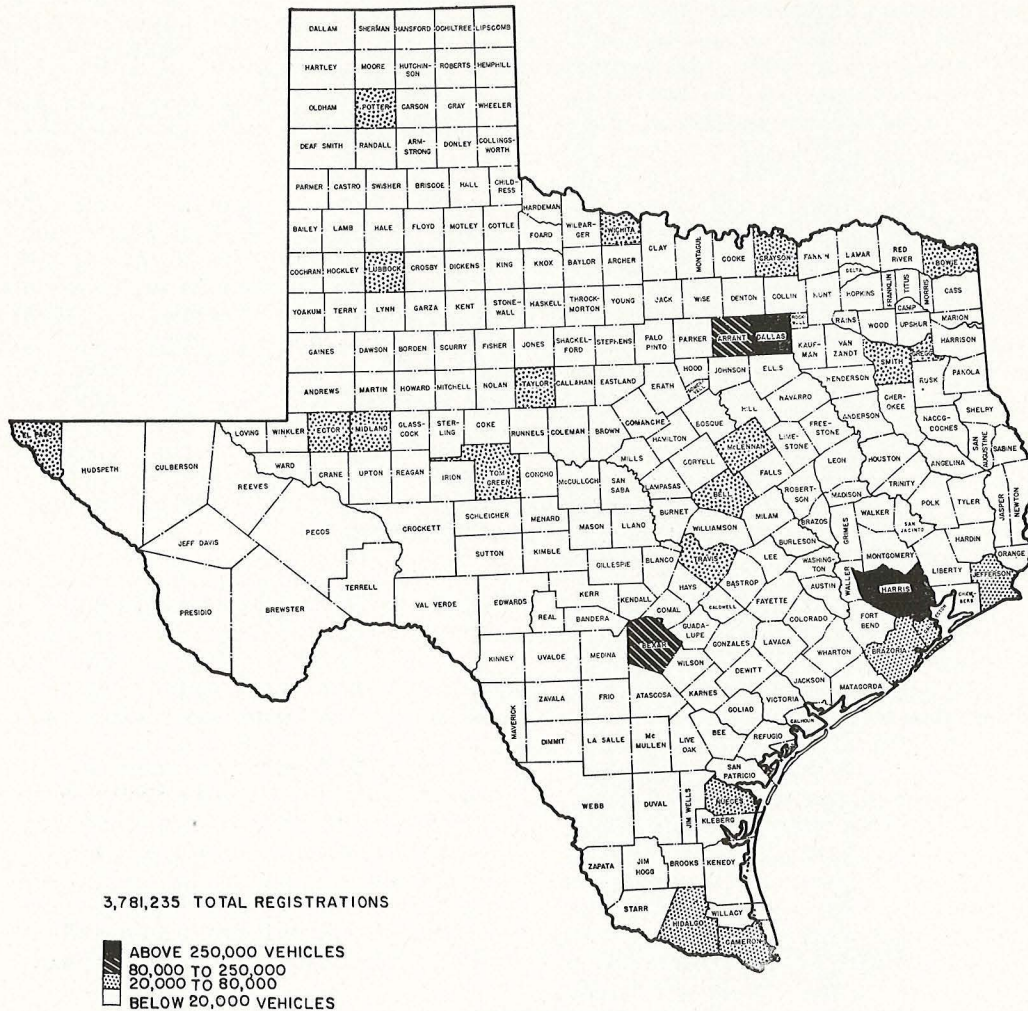 DALLAM SHERMAN HANSFORD OCHILTREE LIPSCOMB
HARTLEY MOORE HUTCHIN-
SON ROBERTS HEMPHILL
OLDHAM POTTER CARSON GRAY WHEELER
DEAF SMITH RANDALL ARM-
STRONG DONLEY COLLINGS-
WORTH
PARMER CASTRO SWISHER BRISCOE HALL CHILD-
RESS
HARDEMAN
BAILEY LAMB HALE FLOYD MOTLEY COTTLE FOARD WILBAR-
GER WICHITA
CLAY MONTAGUE COOKE GRAYSON LAMAR RED
RIVER BOWIE
COCHRAN HOCKLEY LUBBOCK CROSBY DICKENS KING KNOX BAYLOR ARCHER
DELTA
JACK WISE DENTON COLLIN HUNT HOPKINS FRANKLIN TITUS MORRIS CASS
CAMP
YOAKUM TERRY LYNN GARZA KENT STONE-
WALL HASKELL THROCK-
MORTON YOUNG
ROCK-
WALL RAINS WOOD UPSHUR MARION
GAINES DAWSON BORDEN SCURRY FISHER JONES SHACKEL-
FORD STEPHENS PALO
PINTO PARKER ARRANT DALLAS KAUF-
MAN VAN
ZANDT SMITH GREGG HARRISON
ANDREWS MARTIN HOWARD MITCHELL NOLAN TAYLOR CALLAHAN EASTLAND ERATH HOOD JOHNSON ELLIS HENDERSON RUSK PANOLA
EL PASO HUDSPETH CULBERSON LOVING WINKLER ECTOR MIDLAND GLASS-
COCK STER-
LING COKE RUNNELS COLEMAN BROWN COMANCHE HAMILTON BOSQUE HILL NAVARRO ANDERSON CHE-
ROKEE NACOG-
DOCHES SHELBY
REEVES WARD CRANE UPTON REAGAN IRION TOM
GREEN CONCHO McCULLOCH SAN
SABA MILLS LAMPASAS CORYELL McLENNAN LIME-
STONE FREE-
STONE LEON HOUSTON ANGELINA SAN
AUGUSTINE SABINE
FALLS BELL ROBERT-
SON MADISON TRINITY POLK TYLER JASPER NEWTON
JEFF DAVIS PECOS CROCKETT SCHLEICHER MENARD MASON LLANO BURNET WILLIAMSON MILAM BRAZOS GRIMES WALKER SAN
JACINTO HARDIN ORANGE
PRESIDIO BREWSTER TERRELL SUTTON KIMBLE GILLESPIE BLANCO TRAVIS LEE BURLESON WASHING-
TON MONTGOMERY LIBERTY JEFFERSON
VAL VERDE EDWARDS KERR KENDALL HAYS BASTROP AUSTIN WALLER HARRIS CHAM-
BERS
REAL BANDERA COMAL CALDWELL FAYETTE COLORADO FORT
BEND
KINNEY UVALDE MEDINA BEXAR GUADA-
LUPE GONZALES LAVACA WHARTON BRAZORIA
MAVERICK ZAVALA FRIO ATASCOSA WILSON KARNES DEWITT JACKSON MATAGORDA
GOLIAD VICTORIA CALHOUN
DIMMIT LA SALLE Mc
MULLEN LIVE
OAK BEE REFUGIO
SAN
PATRICIO
WEBB DUVAL JIM WELLS NUECES
KLEBERG
ZAPATA JIM
HOGG BROOKS KENEDY
STARR HIDALGO WILLACY
CAMERON
3,781,235 TOTAL REGISTRATIONS
ABOVE 250,000 VEHICLES
80,000 TO 250,000
20,000 TO 80,000
BELOW 20,000 VEHICLES